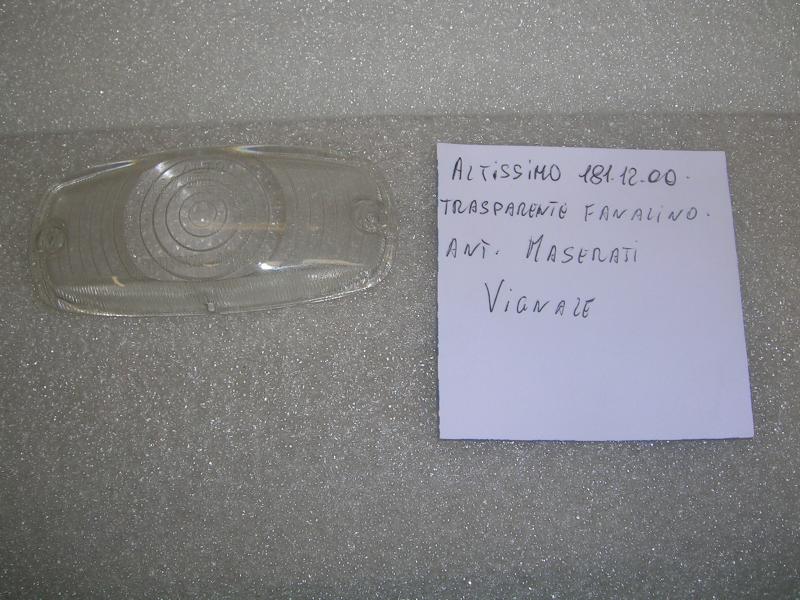 ALTISSIMO 181.12.00.
TRASPARENTE FANALINO.
ANT. MASERATI
VIGNALE